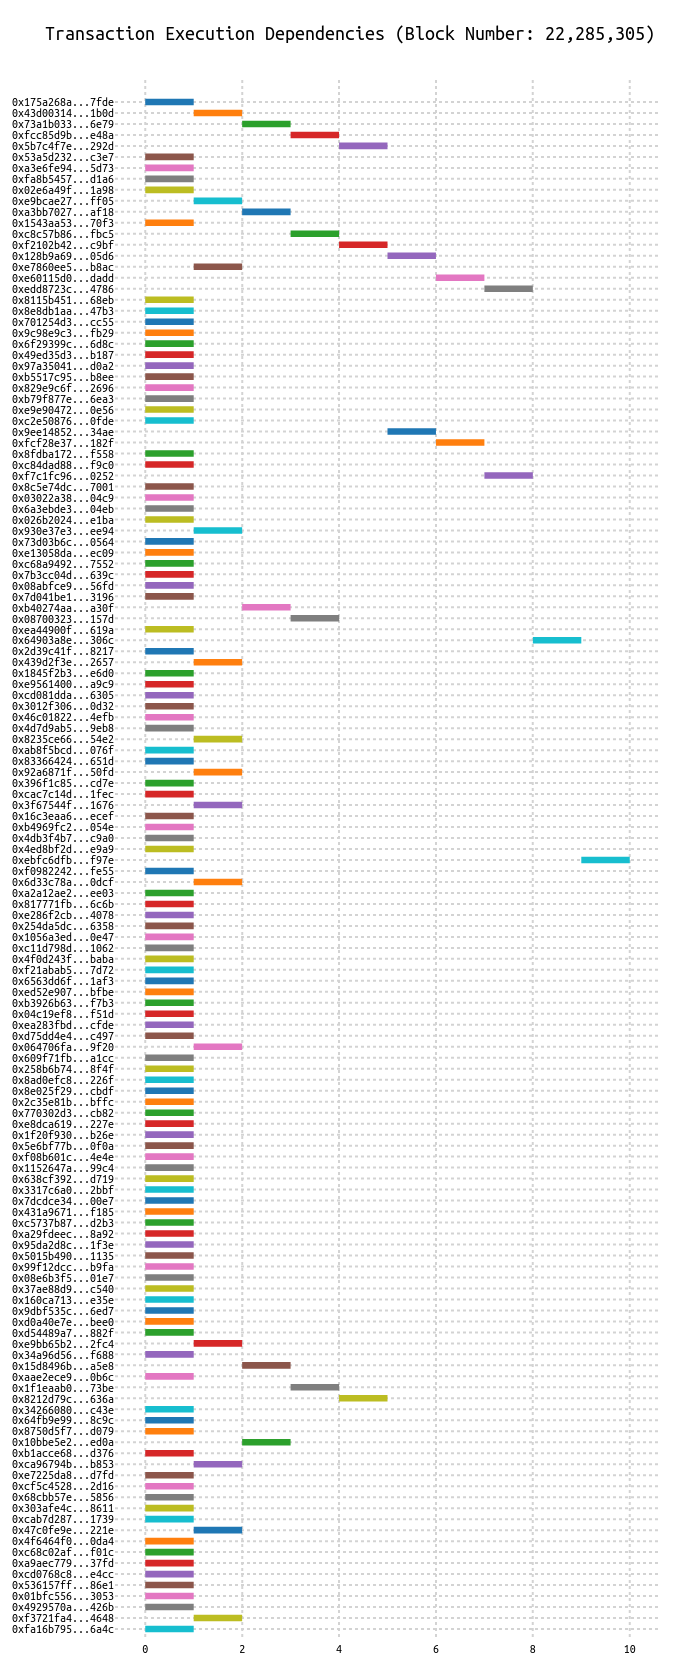 Transaction Execution Dependencies (Block Number: 22,285,305)
0x175a268a...7fde
0x43d00314...1b0d
0x73a1b033...6e79
0xfcc85d9b...e48a
0x5b7c4f7e...292d
0x53a5d232...c3e7
0xa3e6fe94...5d73
0xfa8b5457...d1a6
0x02e6a49f...1a98
0xe9bcae27...ff05
0xa3bb7027...af18
0x1543aa53...70f3
0xc8c57b86...fbc5
0xf2102b42...c9bf
0x128b9a69...05d6
0xe7860ee5...b8ac
0xe60115d0...dadd
0xedd8723c...4786
0x8115b451...68eb
0x8e8db1aa...47b3
0x701254d3...cc55
0x9c98e9c3...fb29
0x6f29399c...6d8c
0x49ed35d3...b187
0x97a35041...d0a2
0xb5517c95...b8ee
0x829e9c6f...2696
0xb79f877e...6ea3
0xe9e90472...0e56
0xc2e50876...0fde
0x9ee14852...34ae
0xfcf28e37...182f
0x8fdba172...f558
0xc84dad88...f9c0
0xf7c1fc96...0252
0x8c5e74dc...7001
0x03022a38...04c9
0x6a3ebde3...04eb
0x026b2024...e1ba
0x930e37e3...ee94
0x73d03b6c...0564
0xe13058da...ec09
0xc68a9492...7552
0x7b3cc04d...639c
0x08abfce9...56fd
0x7d041be1...3196
0xb40274aa...a30f
0x08700323...157d
0xea44900f...619a
0x64903a8e...306c
0x2d39c41f...8217
0x439d2f3e...2657
0x1845f2b3...e6d0
0xe9561400...a9c9
0xcd081dda...6305
0x3012f306...0d32
0x46c01822...4efb
0x4d7d9ab5...9eb8
0x8235ce66...54e2
0xab8f5bcd...076f
0x83366424...651d
0x92a6871f...50fd
0x396f1c85...cd7e
0xcac7c14d...1fec
0x3f67544f...1676
0x16c3eaa6...ecef
0xb4969fc2...054e
0x4db3f4b7...c9a0
0x4ed8bf2d...e9a9
0xebfc6dfb...f97e
0xf0982242...fe55
0x6d33c78a...0dcf
0xa2a12ae2...ee03
0x817771fb...6c6b
0xe286f2cb...4078
0x254da5dc...6358
0x1056a3ed...0e47
0xc11d798d...1062
0x4f0d243f...baba
0xf21abab5...7d72
0x6563dd6f...1af3
0xed52e907...bfbe
0xb3926b63...f7b3
0x04c19ef8...f51d
0xea283fbd...cfde
0xd75dd4e4...c497
0x064706fa...9f20
0x609f71fb...a1cc
0x258b6b74...8f4f
0x8ad0efc8...226f
0x8e025f29...cbdf
0x2c35e81b...bffc
0x770302d3...cb82
0xe8dca619...227e
0x1f20f930...b26e
0x5e6bf77b...0f0a
0xf08b601c...4e4e
0x1152647a...99c4
0x638cf392...d719
0x3317c6a0...2bbf
0x7dcdce34...00e7
0x431a9671...f185
0xc5737b87...d2b3
0xa29fdeec...8a92
0x95da2d8c...1f3e
0x5015b490...1135
0x99f12dcc...b9fa
0x08e6b3f5...01e7
0x37ae88d9...c540
0x160ca713...e35e
0x9dbf535c...6ed7
0xd0a40e7e...bee0
0xd54489a7...882f
0xe9bb65b2...2fc4
0x34a96d56...f688
0x15d8496b...a5e8
0xaae2ece9...0b6c
0x1f1eaab0...73be
0x8212d79c...636a
0x34266080...c43e
0x64fb9e99...8c9c
0x8750d5f7...d079
0x10bbe5e2...ed0a
0xb1acce68...d376
0xca96794b...b853
0xe7225da8...d7fd
0xcf5c4528...2d16
0x68cbb57e...5856
0x303afe4c...8611
0xcab7d287...1739
0x47c0fe9e...221e
0x4f6464f0...0da4
0xc68c02af...f01c
0xa9aec779...37fd
0xcd0768c8...e4cc
0x536157ff...86e1
0x01bfc556...3053
0x4929570a...426b
0xf3721fa4...4648
0xfa16b795...6a4c
0 2 4 6 8 10